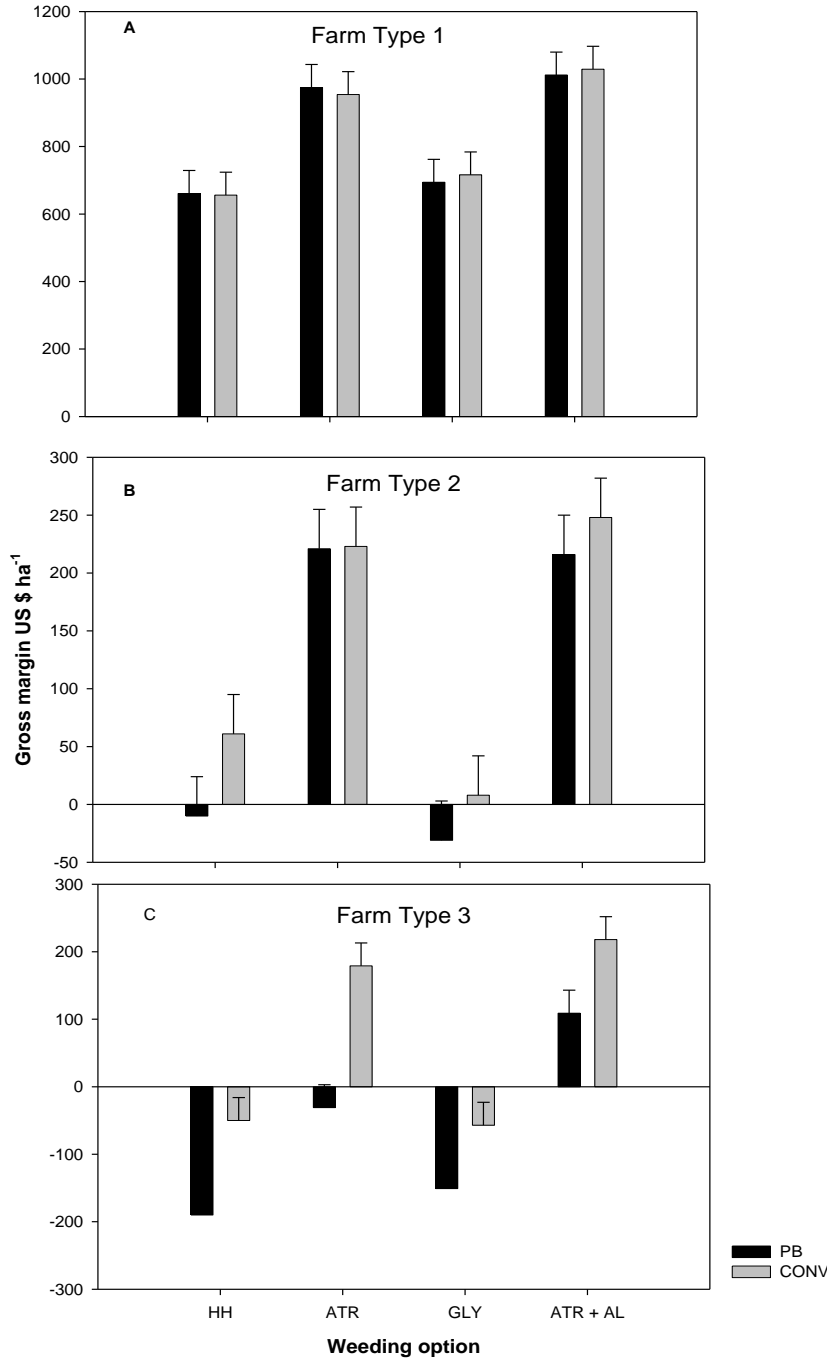 A
Farm Type 1
1200
1000
800
600
400
200
0
B
Farm Type 2
300
250
200
150
100
50
0
-50
Gross margin US $ ha-1
C
Farm Type 3
300
200
100
0
-100
-200
-300
HH ATR GLY ATR + AL
Weeding option
PB
CONV